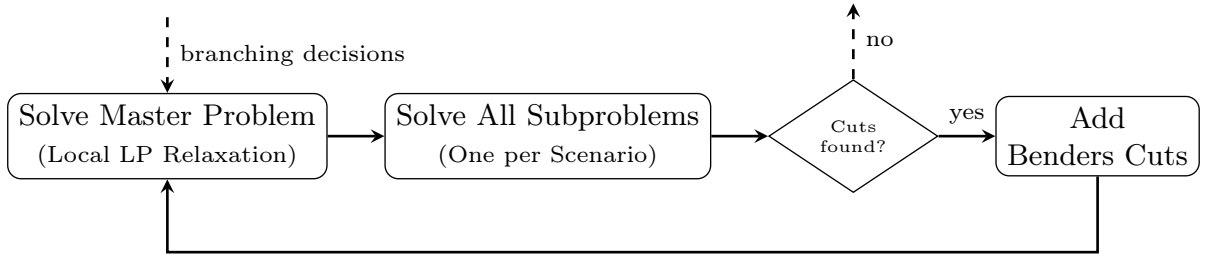 branching decisions
Solve Master Problem
(Local LP Relaxation)
Solve All Subproblems
(One per Scenario)
Cuts
found?
no
yes
Add
Benders Cuts